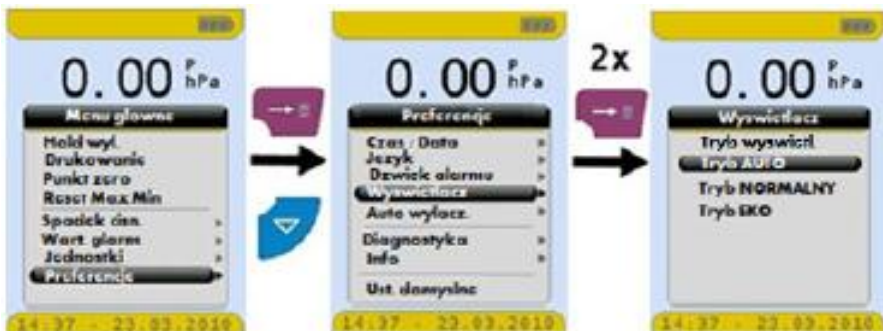 0.00 P hPa
Menu glowne
Hold wyl.
Drukowanie
Punkt zero
Reset Max Min
Spadek cisn.
Wart. alarm
Jednostki
Preferencje
14:37 - 23.03.2010
0.00 P hPa
Preferencje
Czas / Data
Jezyk
Dzwiek alarmu
Wyswietlacz
Auto wylacz.
Diagnostyka
Info
Ust. domyslne
14:37 - 23.03.2010
2x
0.00 P hPa
Wyswietlacz
Tryb wyswietl.
Tryb AUTO
Tryb NORMALNY
Tryb EKO
14:37 - 23.03.2010